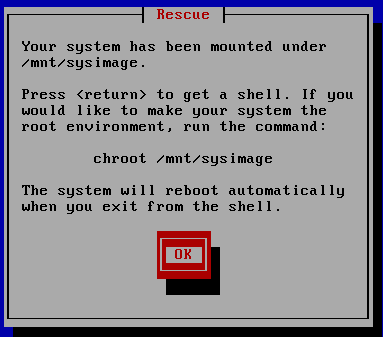 Rescue
Your system has been mounted under
/mnt/sysimage.
Press <return> to get a shell. If you
would like to make your system the
root environment, run the command:
chroot /mnt/sysimage
The system will reboot automatically
when you exit from the shell.
OK